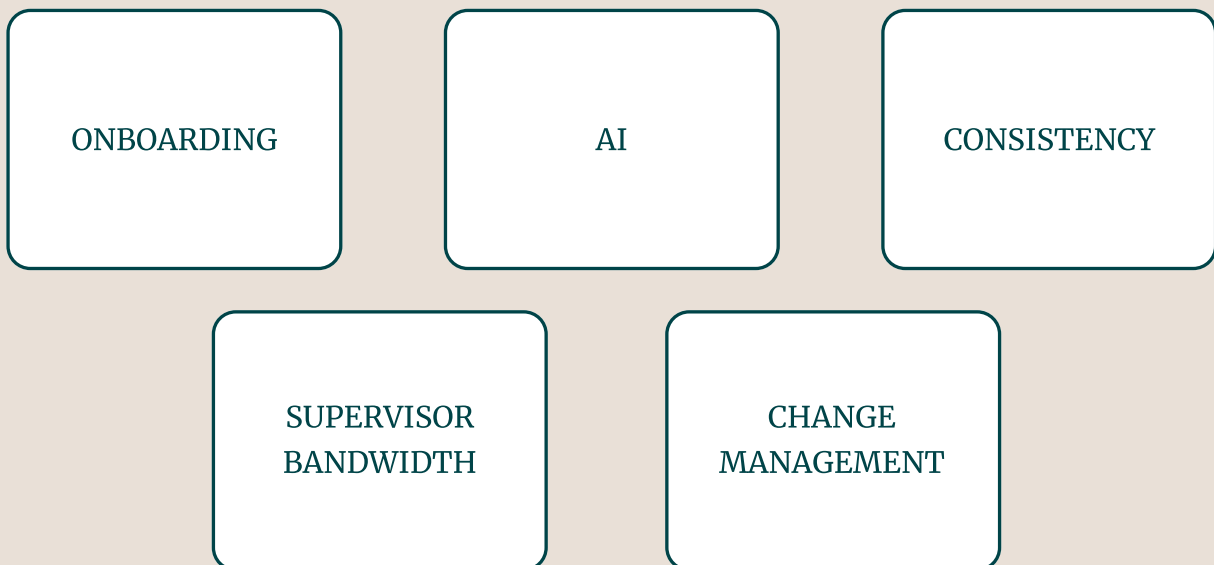 ONBOARDING
AI
CONSISTENCY
SUPERVISOR
BANDWIDTH
CHANGE
MANAGEMENT